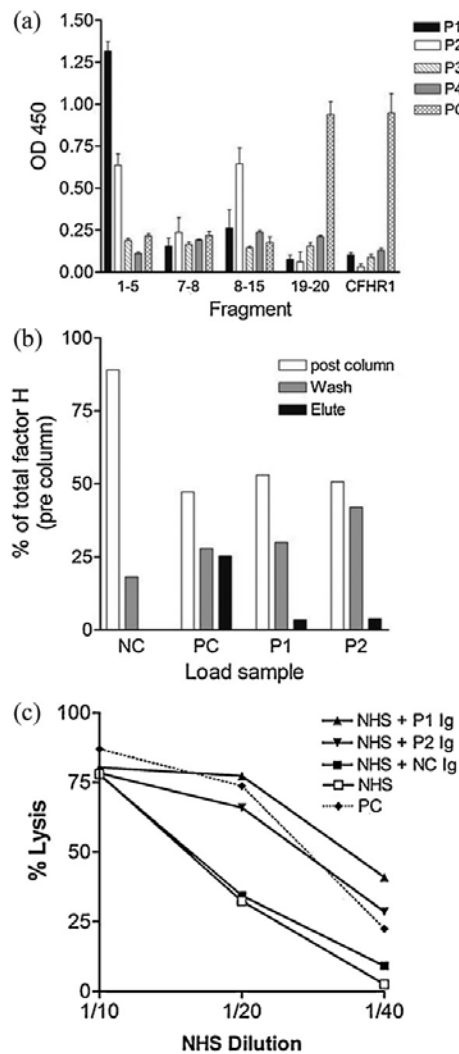 (a)
1.50
1.25
1.00
0.75
0.50
0.25
0.00
OD 450
1-5 7-8 8-15 19-20 CFHR1
Fragment
P1
P2
P3
P4
(b)
100
75
50
25
0
% of total factor H
(pre column)
post column
Wash
Elute
NC PC P1 P2
Load sample
(c)
100
75
50
25
0
% Lysis
NHS + P1 Ig
NHS + P2 Ig
NHS + NC Ig
NHS
PC
1/10 1/20 1/40
NHS Dilution